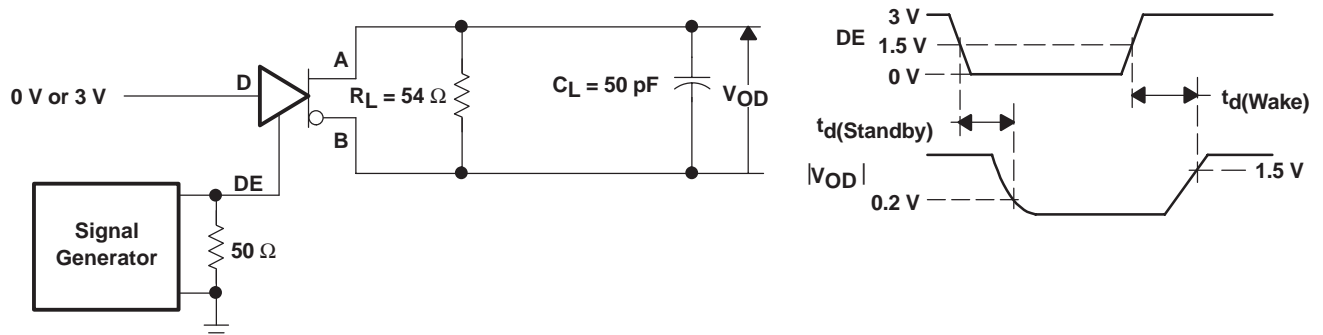 0 V or 3 V
D
A
B
DE
R_L = 54 Ω
C_L = 50 pF
V_OD
Signal
Generator
50 Ω
3 V
DE
1.5 V
0 V
t_d(Standby)
t_d(Wake)
|V_OD|
0.2 V
1.5 V